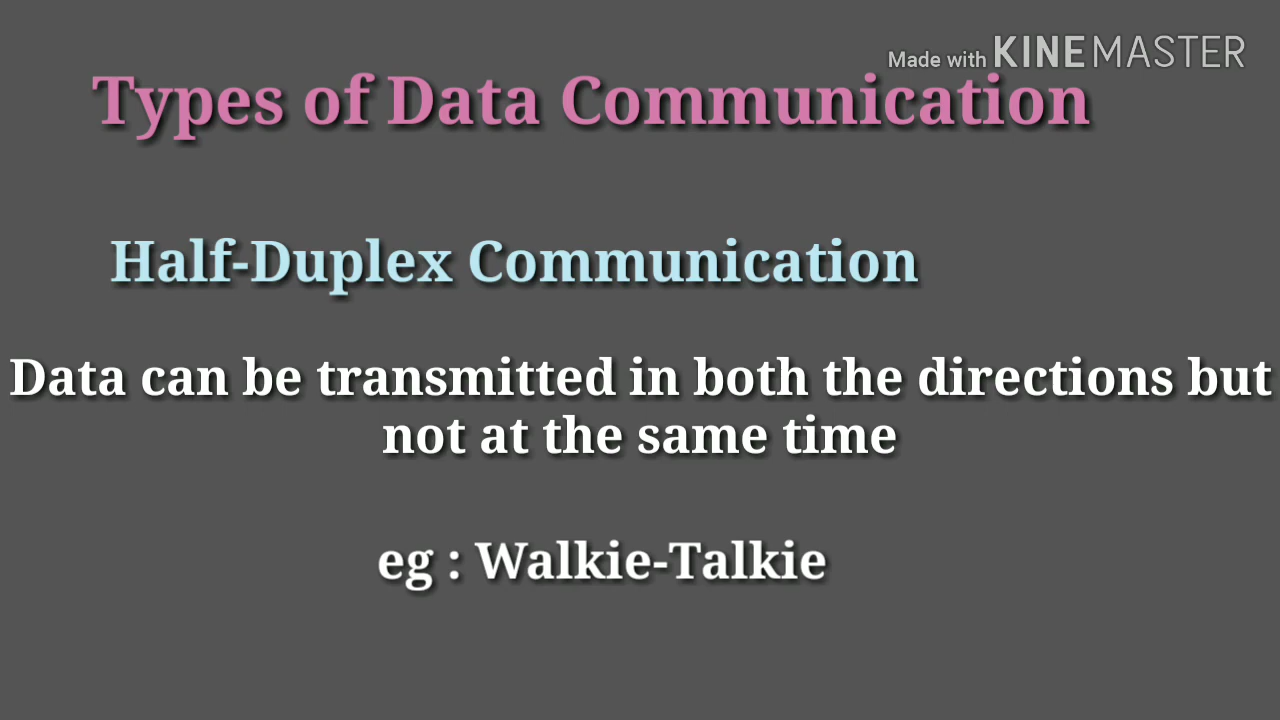 Made with KINEMASTER
Types of Data Communication
Half-Duplex Communication
Data can be transmitted in both the directions but
not at the same time
eg : Walkie-Talkie